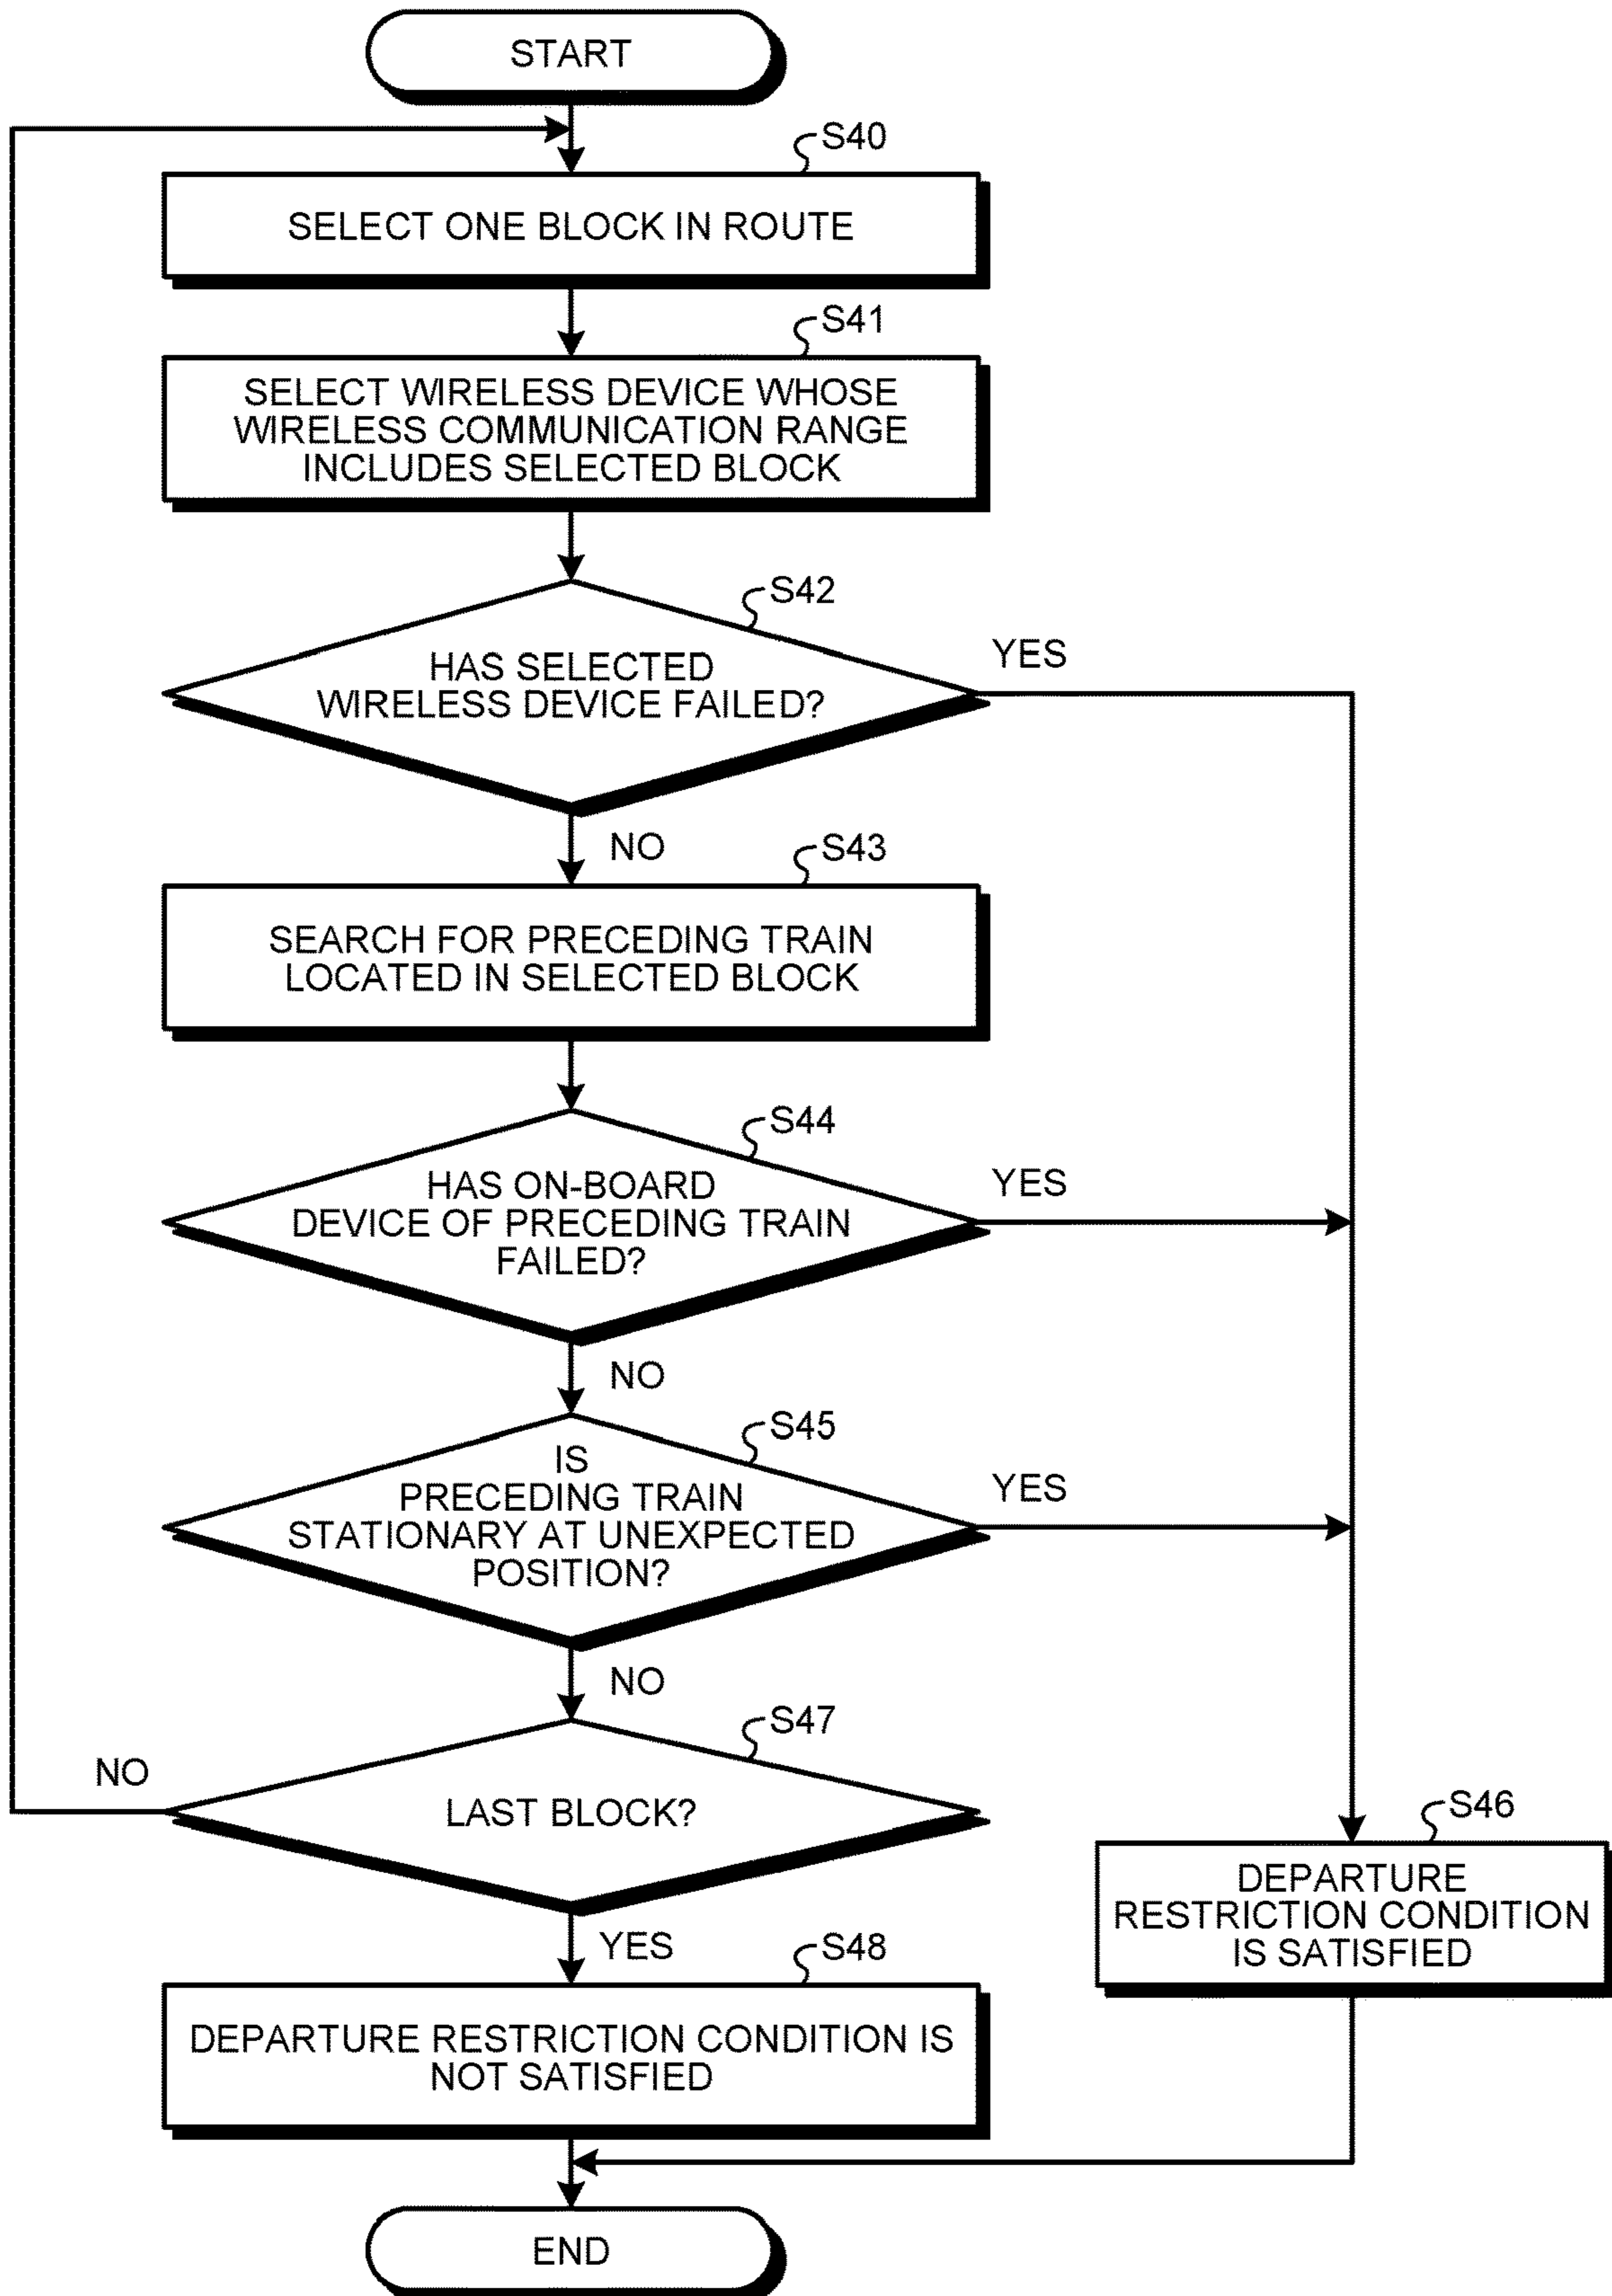 START
S40
SELECT ONE BLOCK IN ROUTE
S41
SELECT WIRELESS DEVICE WHOSE
WIRELESS COMMUNICATION RANGE
INCLUDES SELECTED BLOCK
S42
HAS SELECTED
WIRELESS DEVICE FAILED?
YES
NO
S43
SEARCH FOR PRECEDING TRAIN
LOCATED IN SELECTED BLOCK
S44
HAS ON-BOARD
DEVICE OF PRECEDING TRAIN
FAILED?
YES
NO
S45
IS
PRECEDING TRAIN
STATIONARY AT UNEXPECTED
POSITION?
YES
NO
S47
LAST BLOCK?
NO
YES
S46
DEPARTURE
RESTRICTION CONDITION
IS SATISFIED
S48
DEPARTURE RESTRICTION CONDITION IS
NOT SATISFIED
END